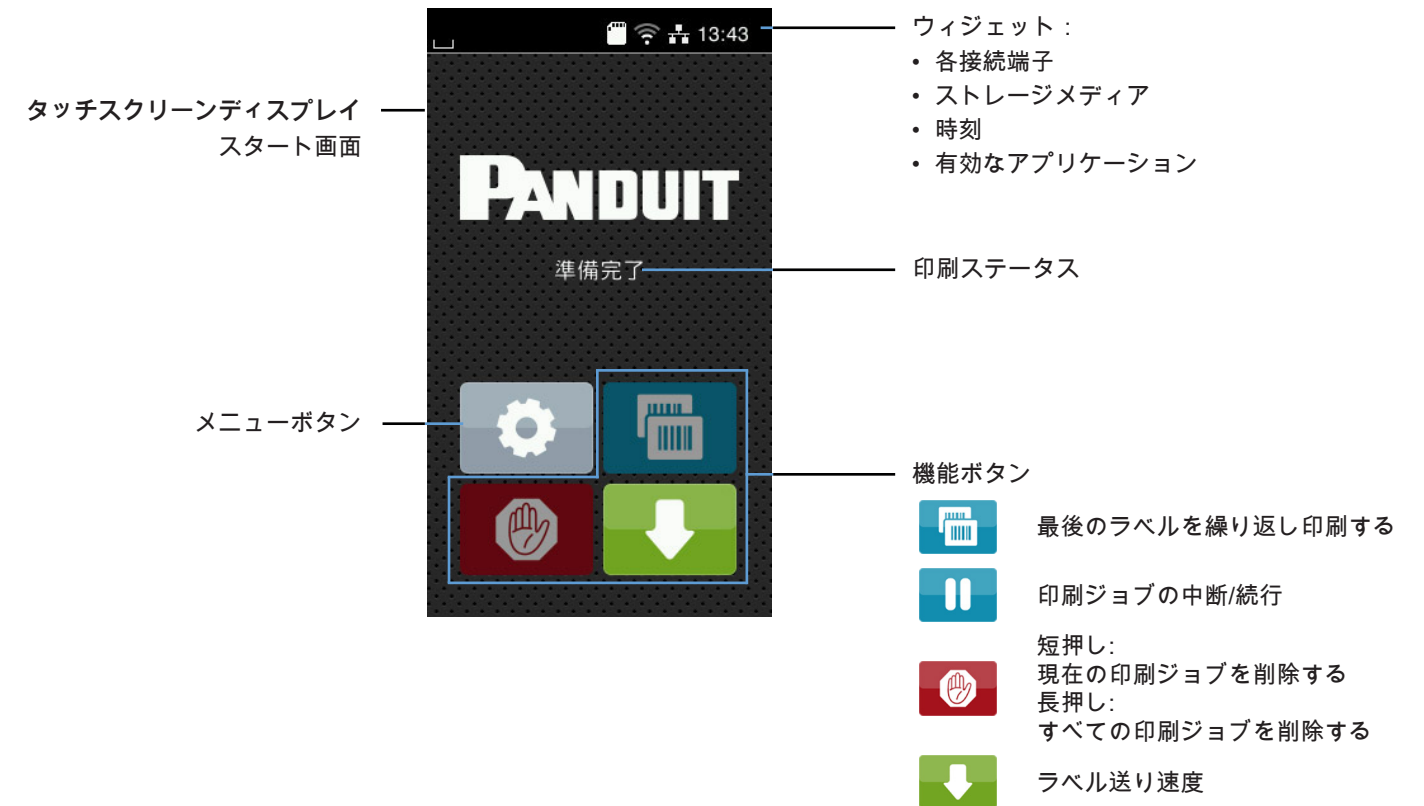 13:43
タッチスクリーンディスプレイ
スタート画面
PANDUIT
準備完了
メニューボタン
ウィジェット：
• 各接続端子
• ストレージメディア
• 時刻
• 有効なアプリケーション
印刷ステータス
機能ボタン
最後のラベルを繰り返し印刷する
印刷ジョブの中断/続行
短押し:
現在の印刷ジョブを削除する
長押し:
すべての印刷ジョブを削除する
ラベル送り速度